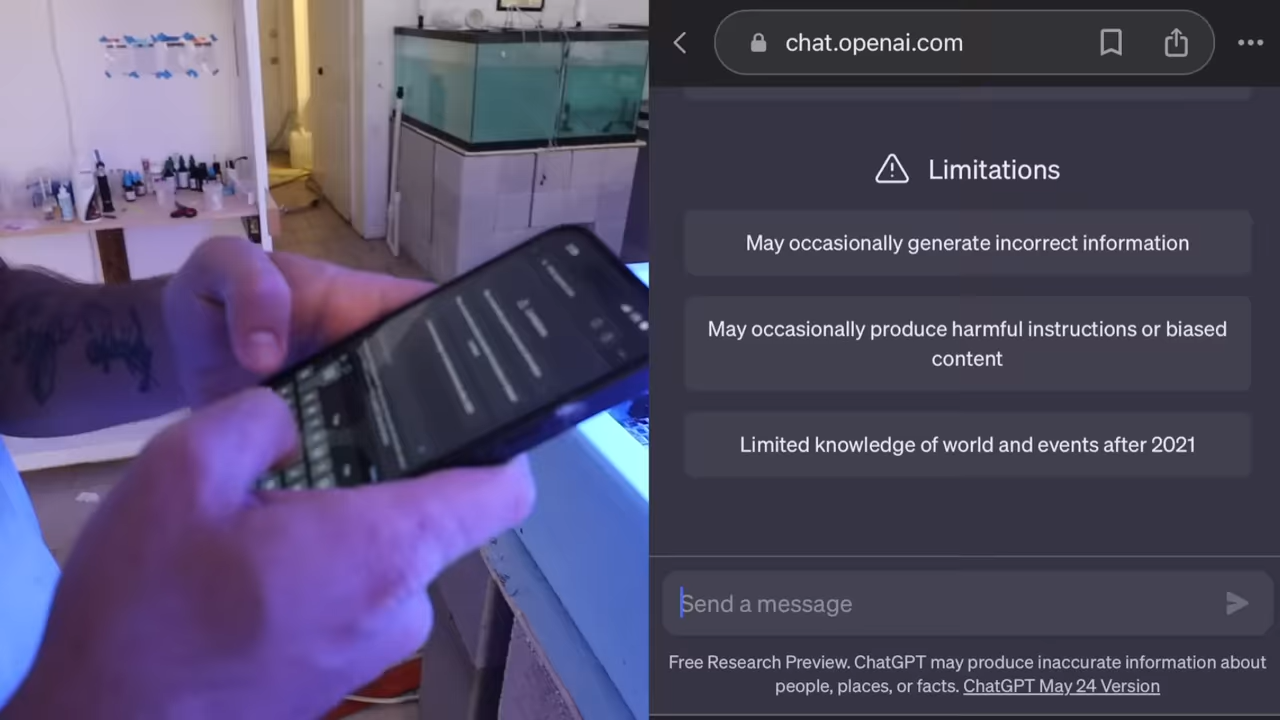 chat.openai.com
Limitations
May occasionally generate incorrect information
May occasionally produce harmful instructions or biased
content
Limited knowledge of world and events after 2021
Send a message
Free Research Preview. ChatGPT may produce inaccurate information about
people, places, or facts. ChatGPT May 24 Version